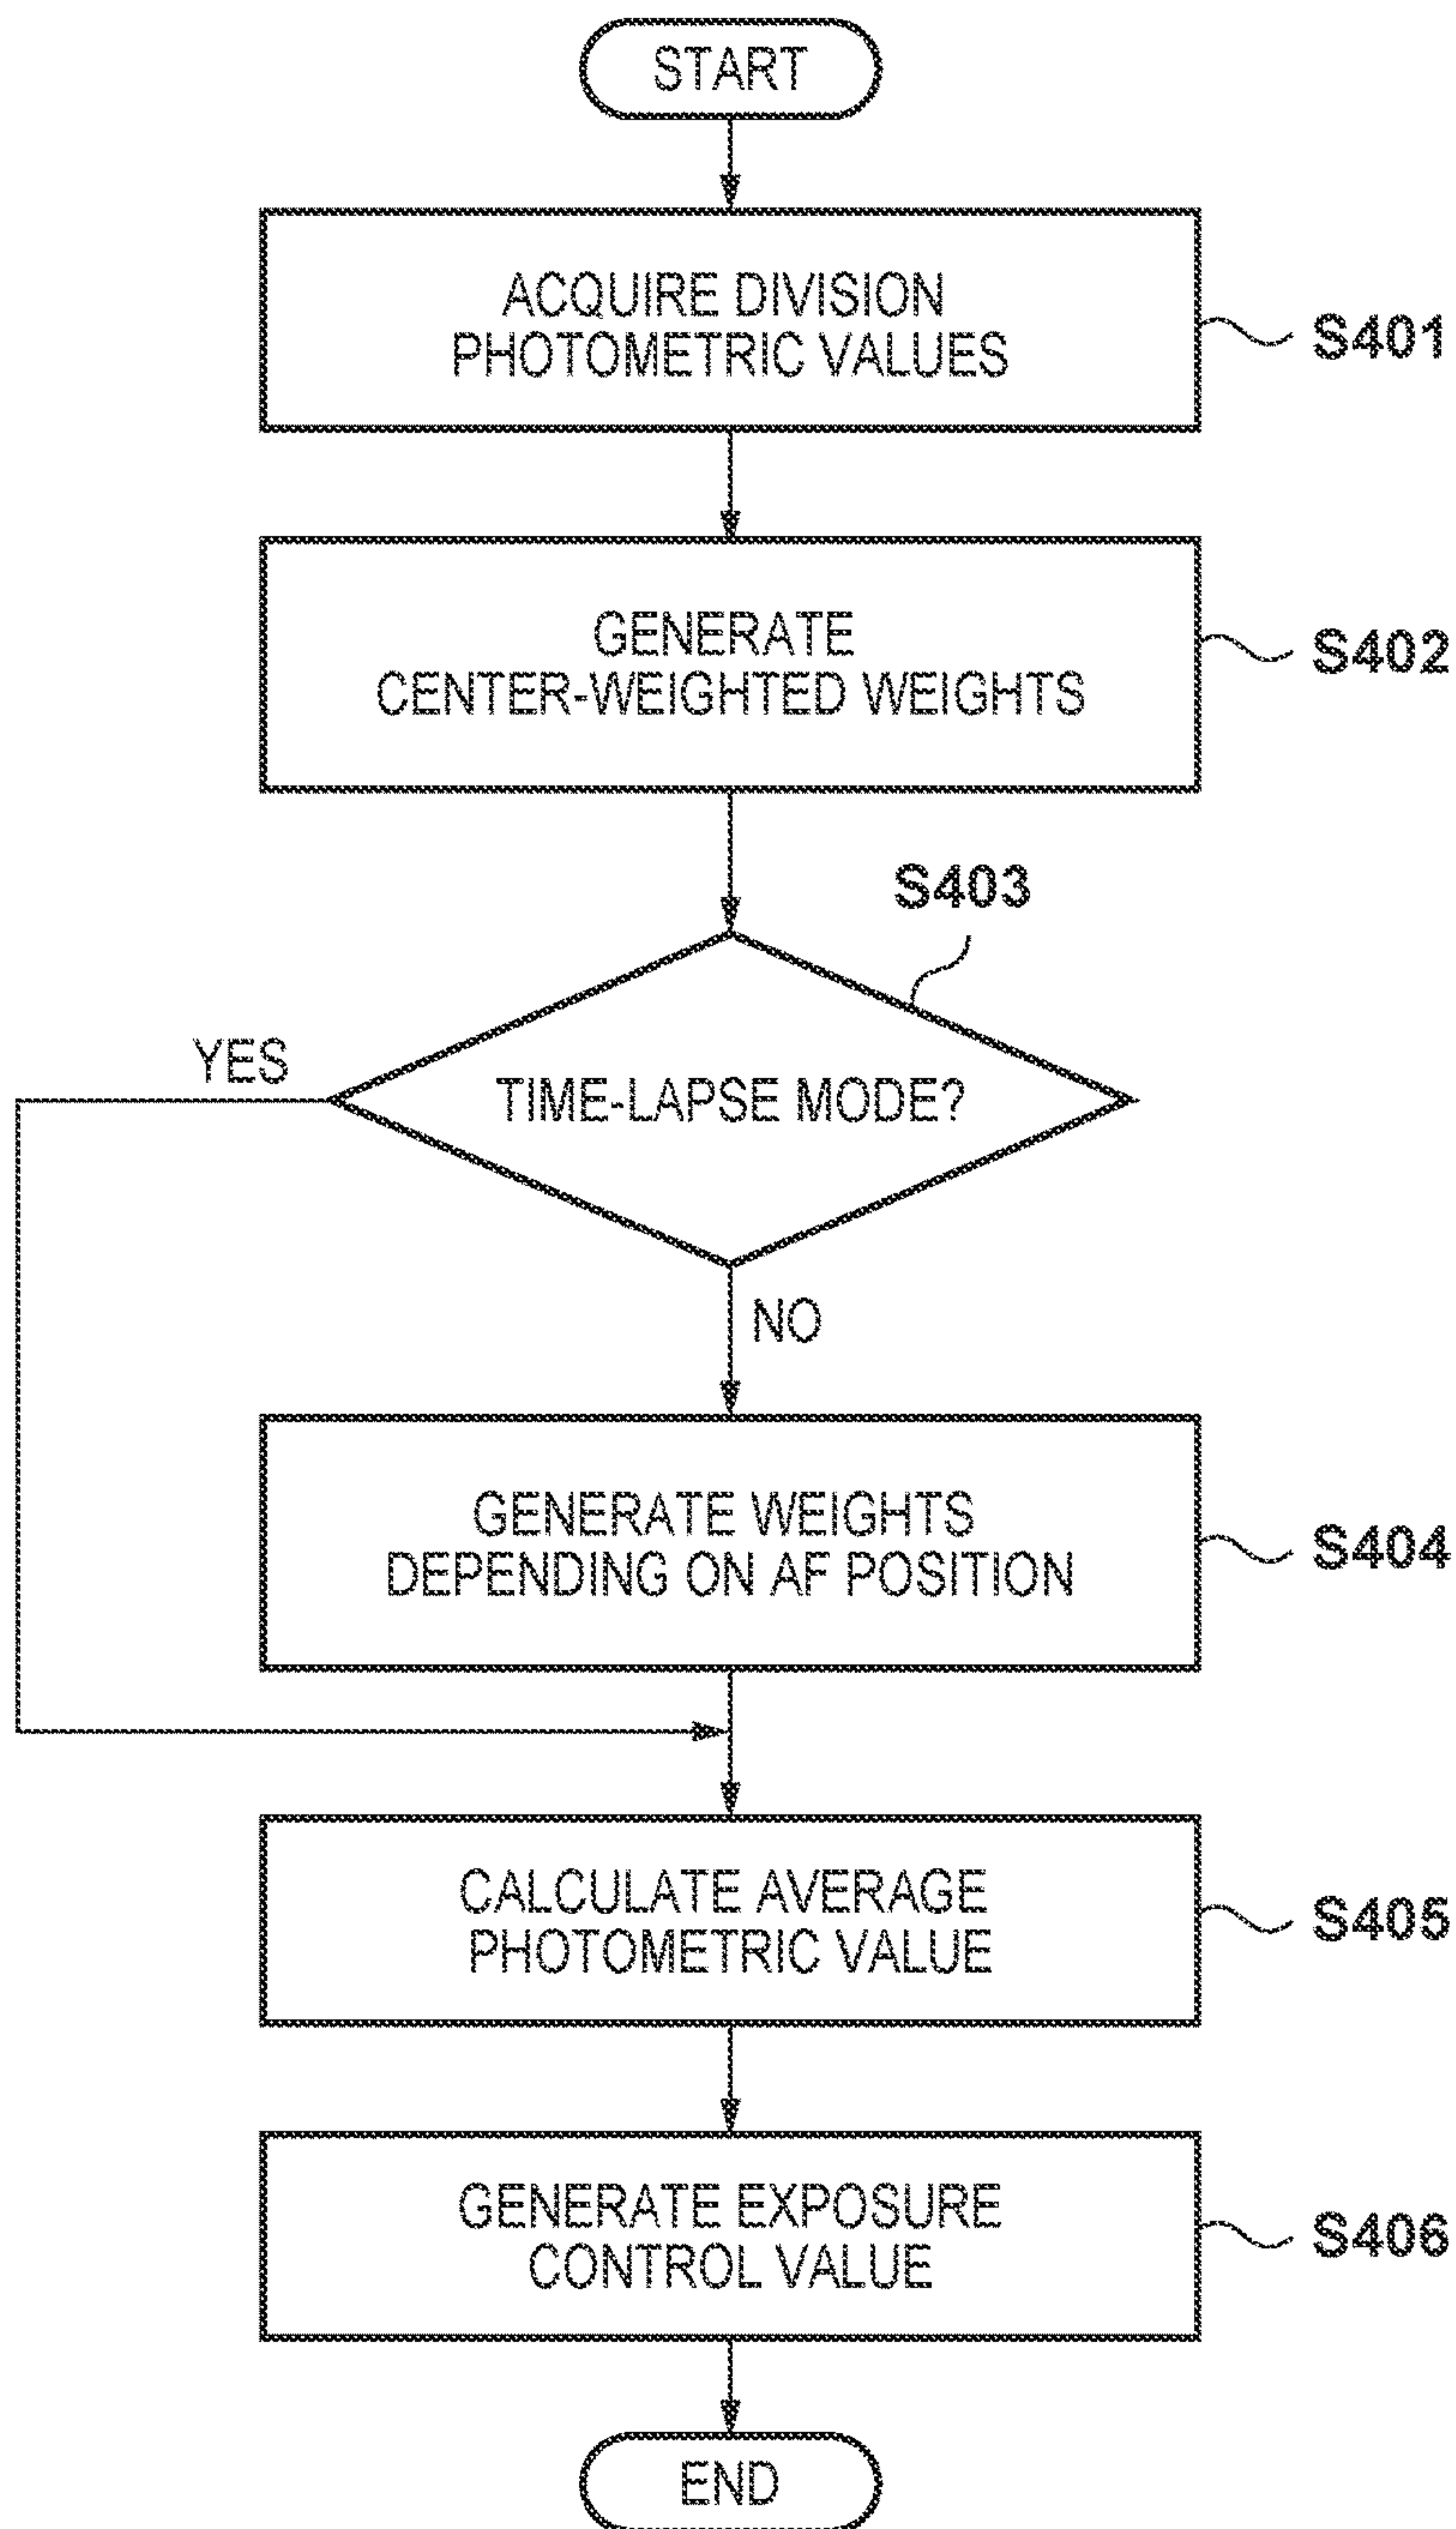 START
ACQUIRE DIVISION
PHOTOMETRIC VALUES
S401
GENERATE
CENTER-WEIGHTED WEIGHTS
S402
S403
YES
TIME-LAPSE MODE?
NO
GENERATE WEIGHTS
DEPENDING ON AF POSITION
S404
CALCULATE AVERAGE
PHOTOMETRIC VALUE
S405
GENERATE EXPOSURE
CONTROL VALUE
S406
END